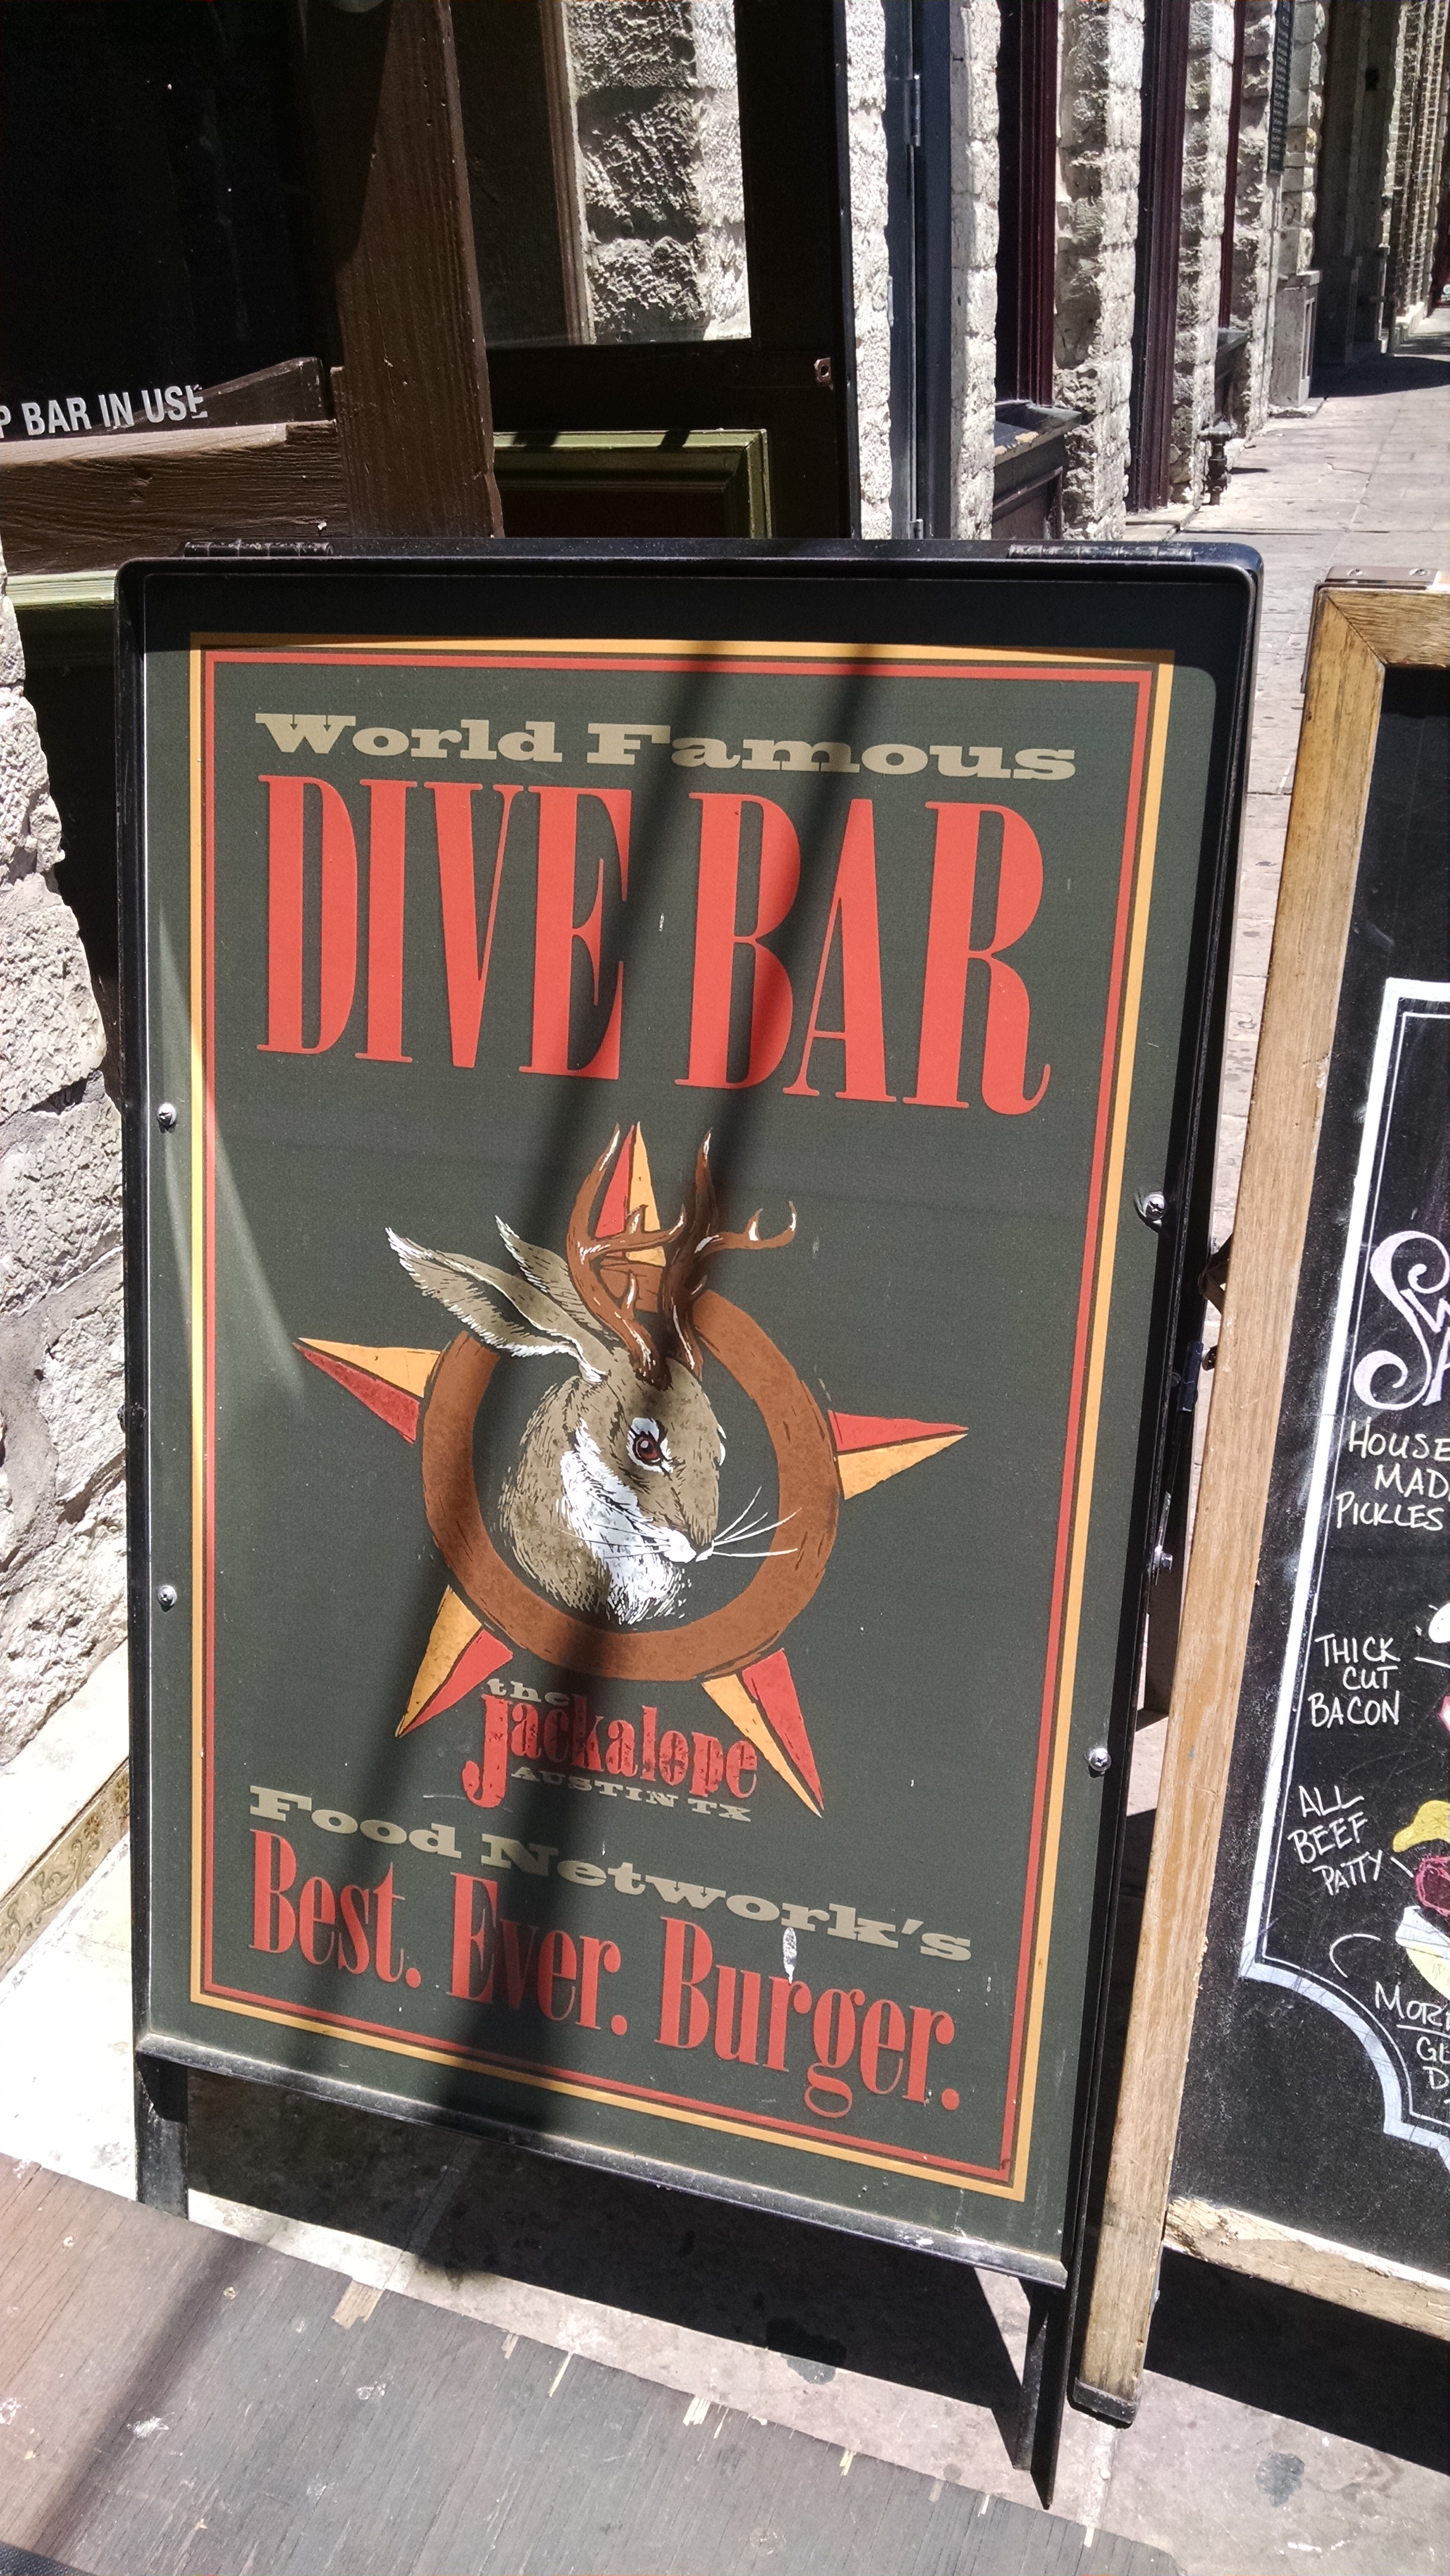 BAR IN USE
World Famous
DIVE BAR
the
Jackalope
AUSTIN TX
Food Network's
Best. Ever. Burger.
HOUSE
MAD
PICKLES
THICK
CUT
BACON
ALL
BEEF
PATTY